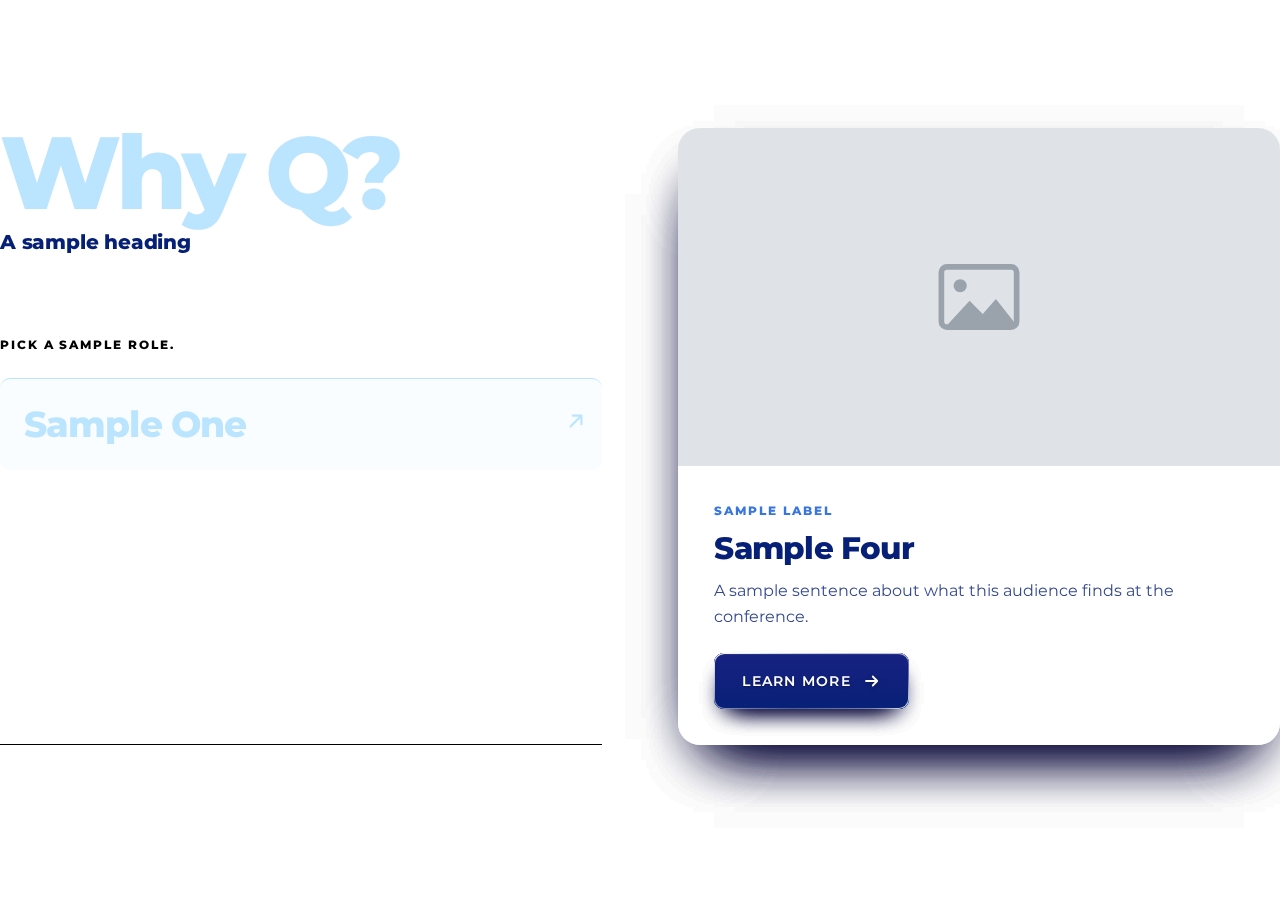 Why Q?
A sample heading
PICK A SAMPLE ROLE.
Sample One
SAMPLE LABEL
Sample Four
A sample sentence about what this audience finds at the
conference.
LEARN MORE